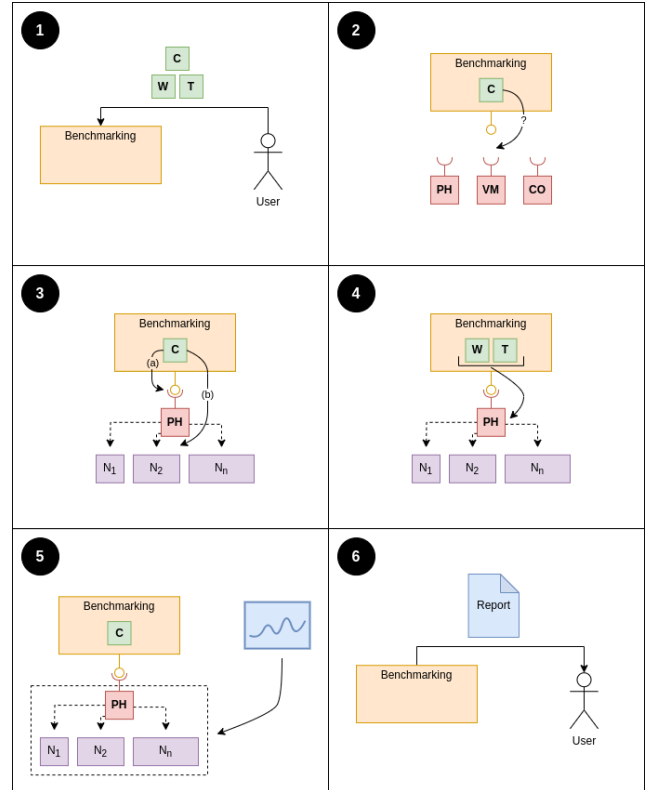 1
C
W T
Benchmarking
User
2
Benchmarking
C
?
PH VM CO
3
Benchmarking
C
(a)
(b)
PH
N1 N2 Nn
4
Benchmarking
W T
PH
N1 N2 Nn
5
Benchmarking
C
PH
N1 N2 Nn
6
Report
Benchmarking
User